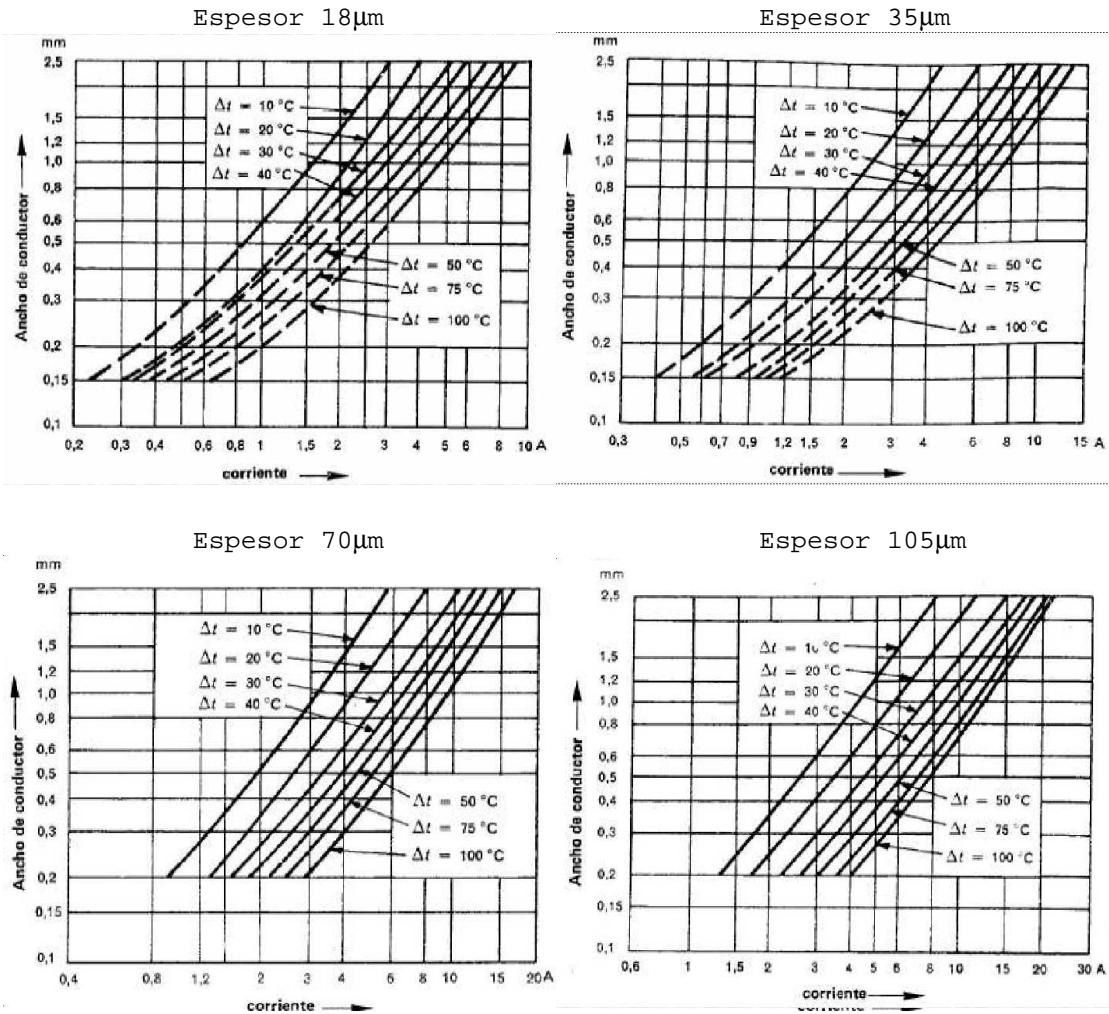 Espesor 18µm
mm
2,5
1,5
1,2
1,0
0,8
0,6
0,5
0,4
0,3
0,2
0,15
0,1
Ancho de conductor
Δt = 10 °C
Δt = 20 °C
Δt = 30 °C
Δt = 40 °C
Δt = 50 °C
Δt = 75 °C
Δt = 100 °C
0,2 0,3 0,4 0,6 1 1,5 2 3 4 5 6 8 10 A
corriente
Espesor 35µm
mm
2,5
1,5
1,2
1,0
0,8
0,6
0,5
0,4
0,3
0,2
0,15
0,1
Ancho de conductor
Δt = 10 °C
Δt = 20 °C
Δt = 30 °C
Δt = 40 °C
Δt = 50 °C
Δt = 75 °C
Δt = 100 °C
0,3 0,5 0,7 0,9 1,2 1,5 2 3 4 6 8 10 15 A
corriente
Espesor 70µm
mm
2,5
1,5
1,2
1,0
0,8
0,6
0,5
0,4
0,3
0,2
0,15
0,1
Ancho de conductor
Δt = 10 °C
Δt = 20 °C
Δt = 30 °C
Δt = 40 °C
Δt = 50 °C
Δt = 75 °C
Δt = 100 °C
0,4 0,8 1,2 2 3 4 6 10 15 20 A
corriente
Espesor 105µm
mm
2,5
1,5
1,2
1,0
0,8
0,6
0,5
0,4
0,3
0,2
0,15
0,1
Ancho de conductor
Δt = 10 °C
Δt = 20 °C
Δt = 30 °C
Δt = 40 °C
Δt = 50 °C
Δt = 75 °C
Δt = 100 °C
0,6 1 1,5 2 3 4 5 6 8 10 15 20 30 A
corriente
corriente